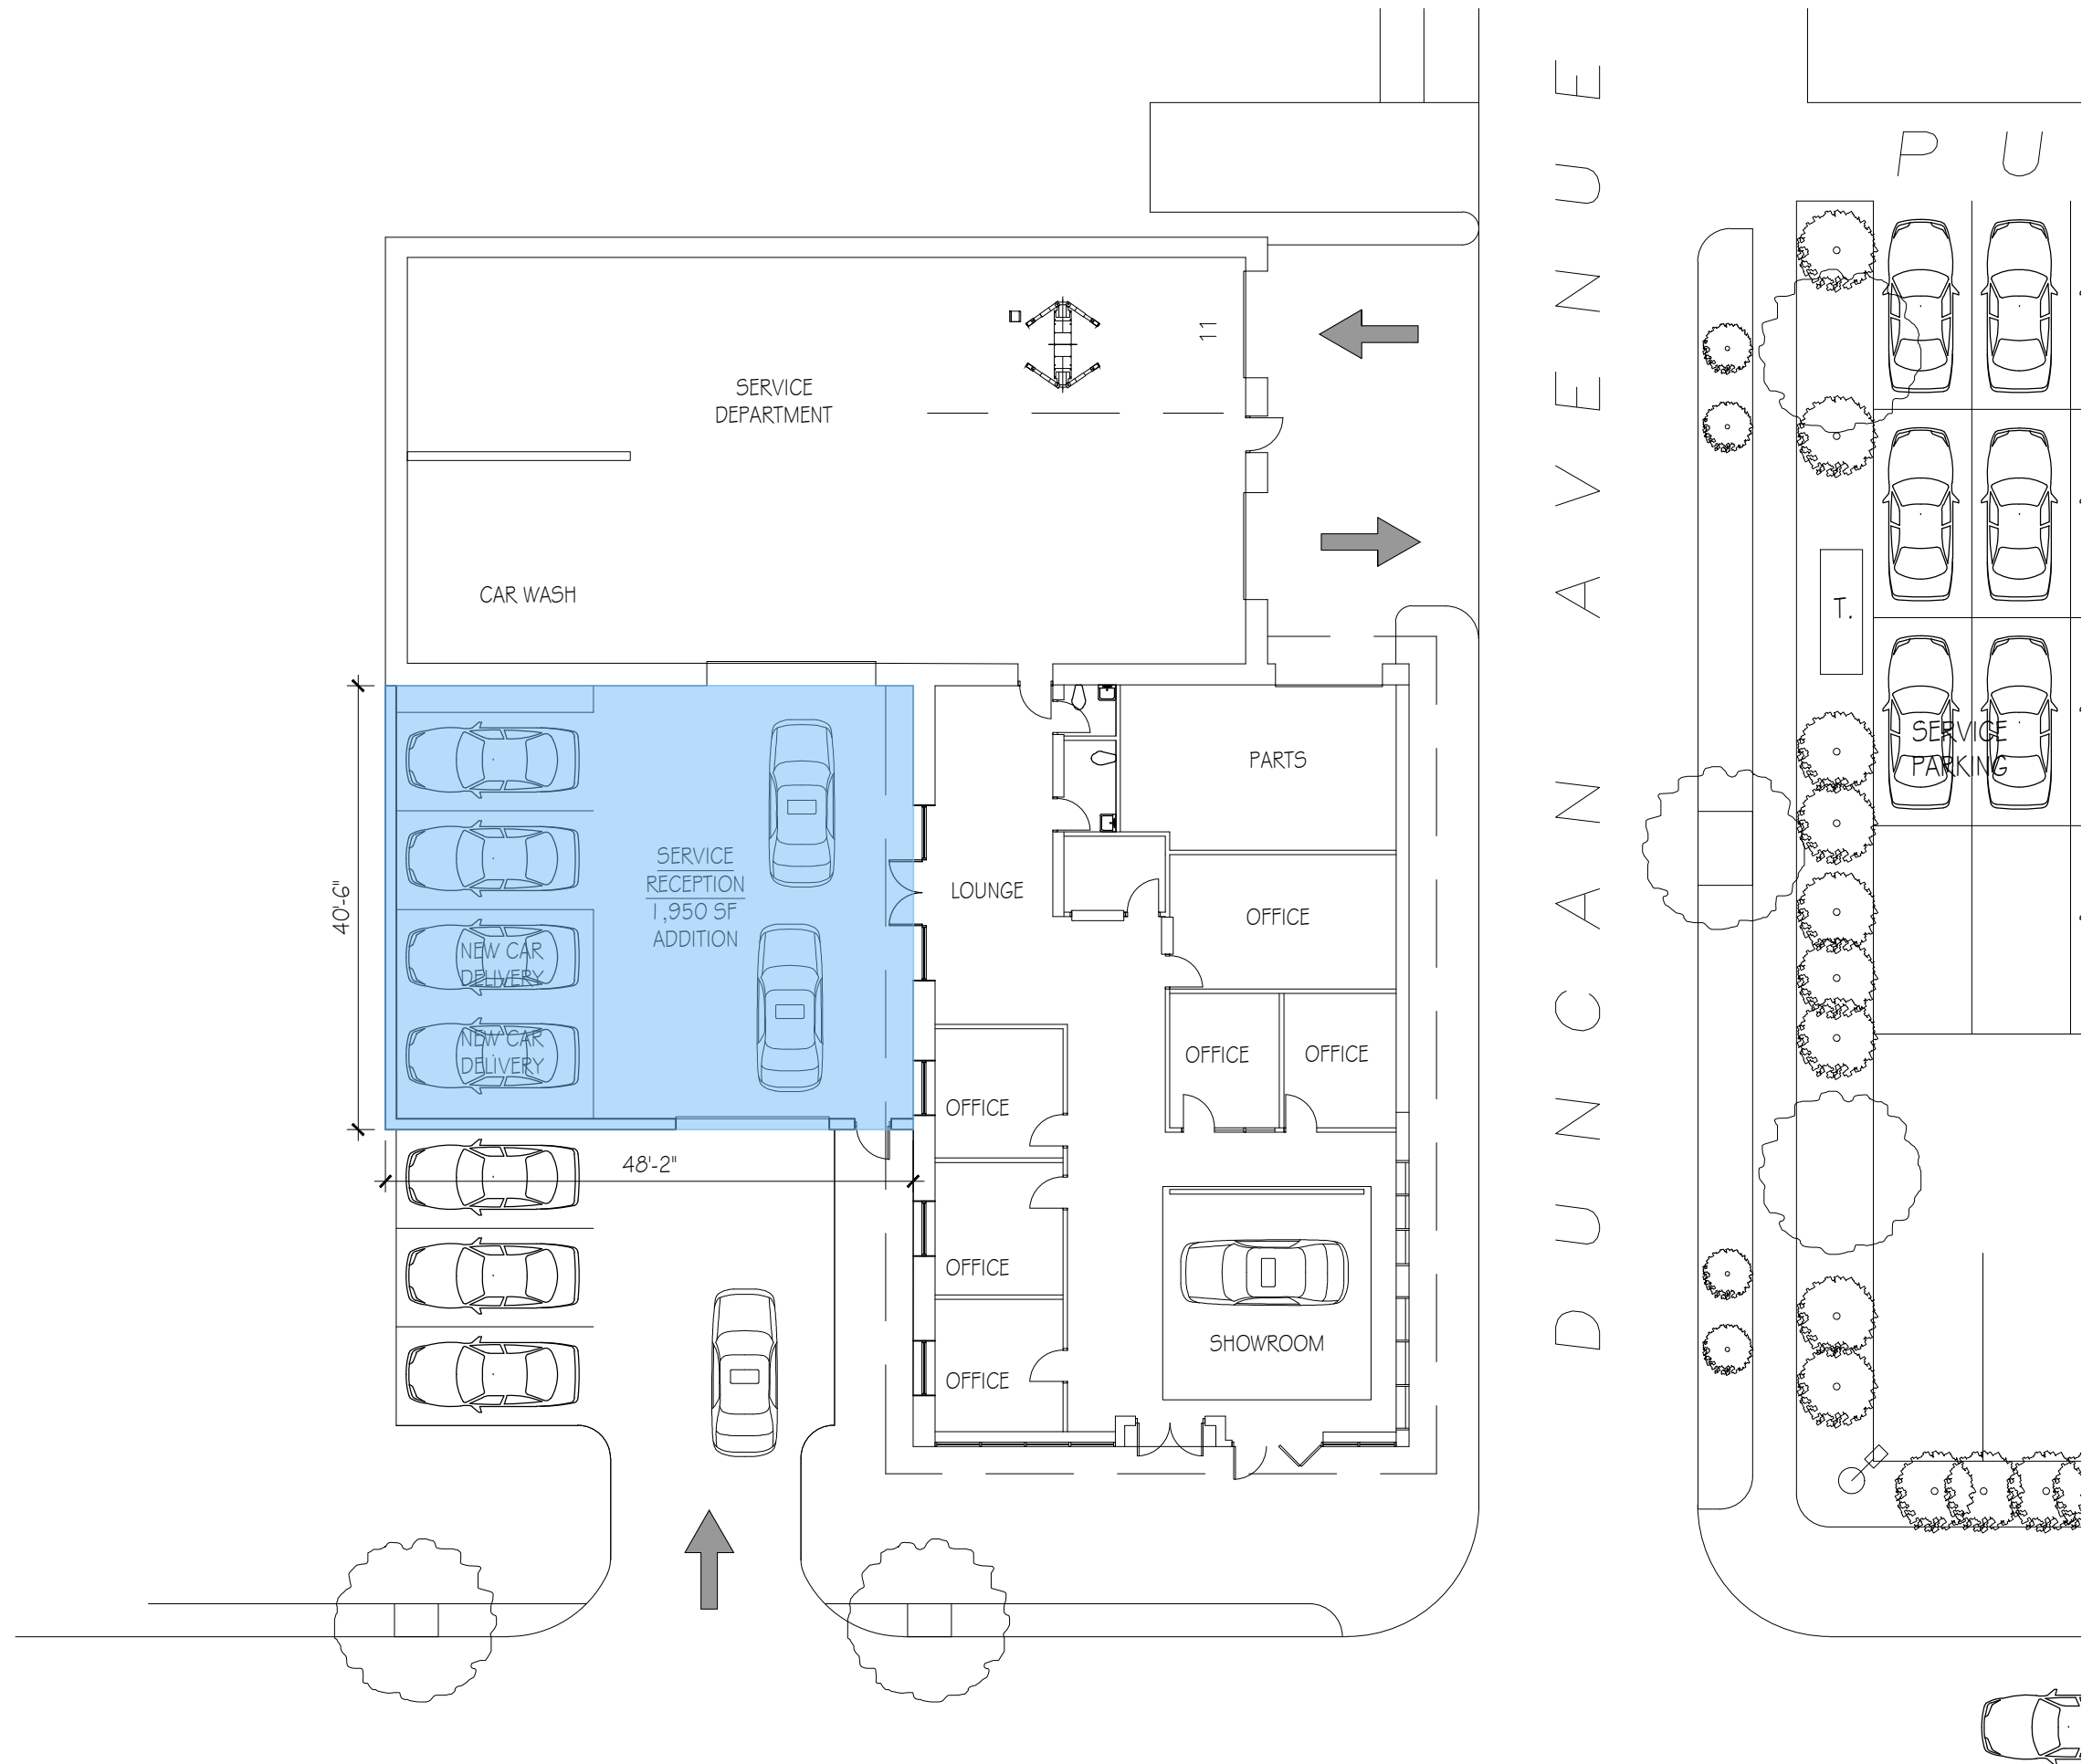 DUNCAN AVENUE
P U
11
SERVICE
DEPARTMENT
CAR WASH
T.
SERVICE
PARKING
PARTS
40'-6"
SERVICE
RECEPTION
1,950 SF
ADDITION
LOUNGE
OFFICE
NEW CAR
DELIVERY
NEW CAR
DELIVERY
OFFICE
OFFICE
OFFICE
48'-2"
OFFICE
SHOWROOM
OFFICE